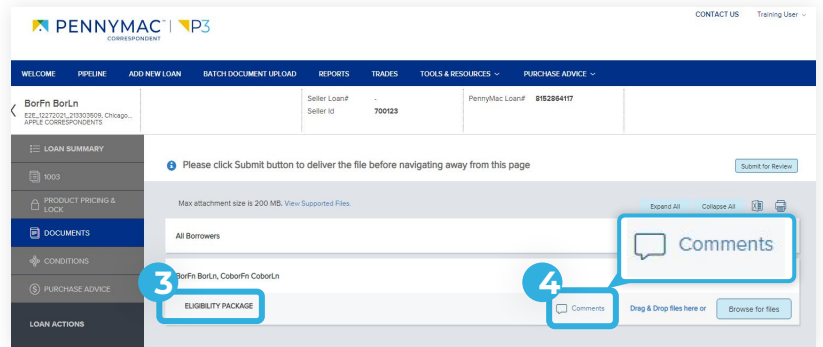 CONTACT US Training User
PENNYMAC | P3
CORRESPONDENT
WELCOME PIPELINE ADD NEW LOAN BATCH DOCUMENT UPLOAD REPORTS TRADES TOOLS & RESOURCES PURCHASE ADVICE
BorFn BorLn
E2E_12272021_213303509, Chicago...
APPLE CORRESPONDENTS
Seller Loan# -
Seller Id 700123
PennyMac Loan# 8152864117
LOAN SUMMARY
1003
PRODUCT PRICING &
LOCK
DOCUMENTS
CONDITIONS
PURCHASE ADVICE
LOAN ACTIONS
Please click Submit button to deliver the file before navigating away from this page
Submit for Review
Max attachment size is 200 MB. View Supported Files.
Expand All Collapse All
All Borrowers
Comments
BorFn BorLn, CoborFn CoborLn
3
4
ELIGIBILITY PACKAGE
Comments
Drag & Drop files here or
Browse for files